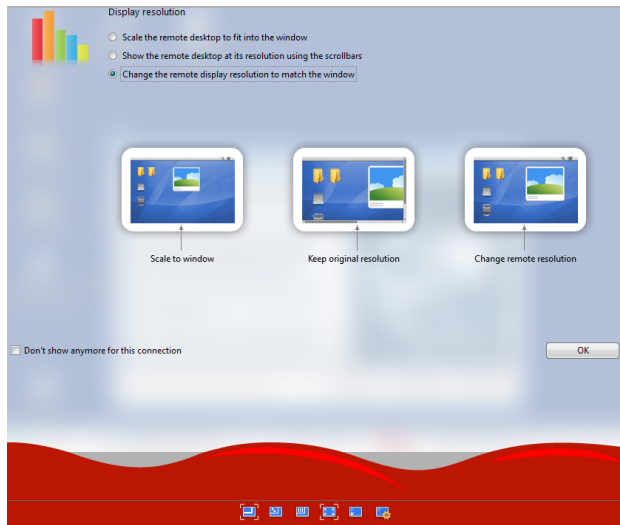 Display resolution
Scale the remote desktop to fit into the window
Show the remote desktop at its resolution using the scrollbars
Change the remote display resolution to match the window
Scale to window
Keep original resolution
Change remote resolution
Don't show anymore for this connection
OK